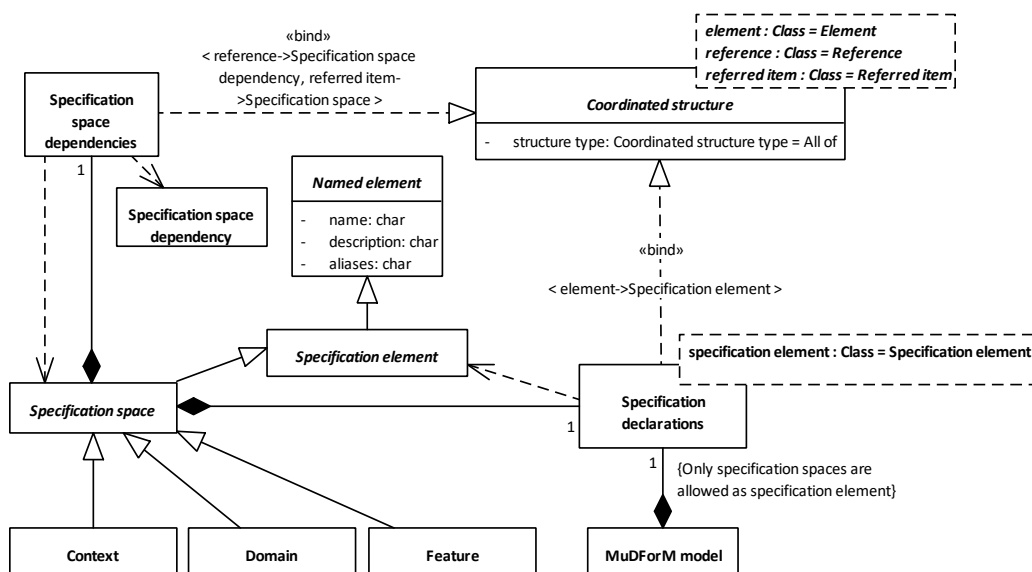 «bind»
< reference->Specification space
dependency, referred item-
>Specification space >
element : Class = Element
reference : Class = Reference
referred item : Class = Referred item
Specification
space
dependencies
Coordinated structure
- structure type: Coordinated structure type = All of
1
Specification space
dependency
Named element
- name: char
- description: char
- aliases: char
«bind»
< element->Specification element >
Specification element
specification element : Class = Specification element
Specification space
Specification
declarations
1
1
{Only specification spaces are
allowed as specification element}
Context
Domain
Feature
MuDForM model